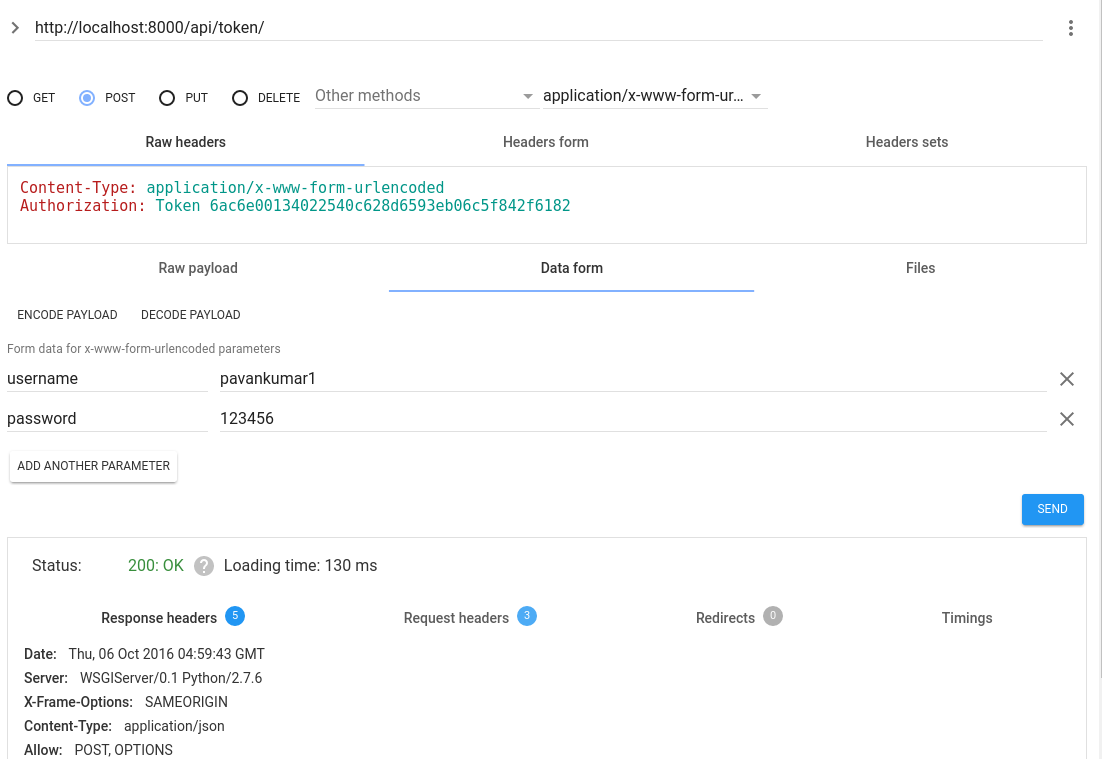 http://localhost:8000/api/token/
GET POST PUT DELETE Other methods application/x-www-form-ur...
Raw headers Headers form Headers sets
Content-Type: application/x-www-form-urlencoded
Authorization: Token 6ac6e00134022540c628d6593eb06c5f842f6182
Raw payload Data form Files
ENCODE PAYLOAD DECODE PAYLOAD
Form data for x-www-form-urlencoded parameters
username pavankumar1
password 123456
ADD ANOTHER PARAMETER
SEND
Status: 200: OK ? Loading time: 130 ms
Response headers 5 Request headers 3 Redirects 0 Timings
Date: Thu, 06 Oct 2016 04:59:43 GMT
Server: WSGIServer/0.1 Python/2.7.6
X-Frame-Options: SAMEORIGIN
Content-Type: application/json
Allow: POST, OPTIONS